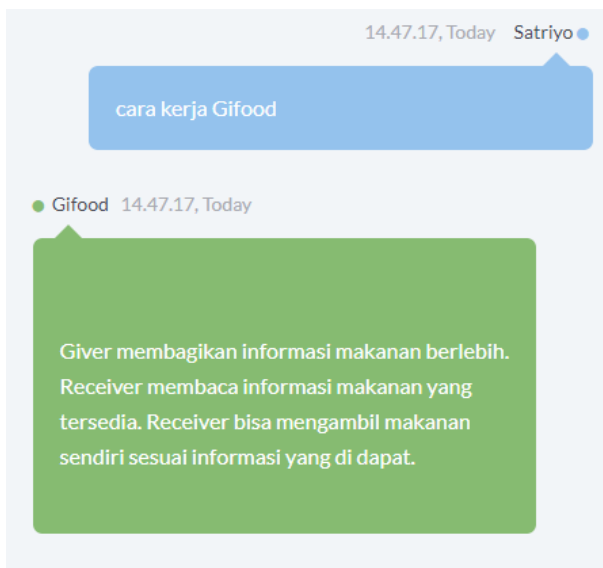 14.47.17, Today Satriyo
cara kerja Gifood
Gifood 14.47.17, Today
Giver membagikan informasi makanan berlebih.
Receiver membaca informasi makanan yang
tersedia. Receiver bisa mengambil makanan
sendiri sesuai informasi yang di dapat.